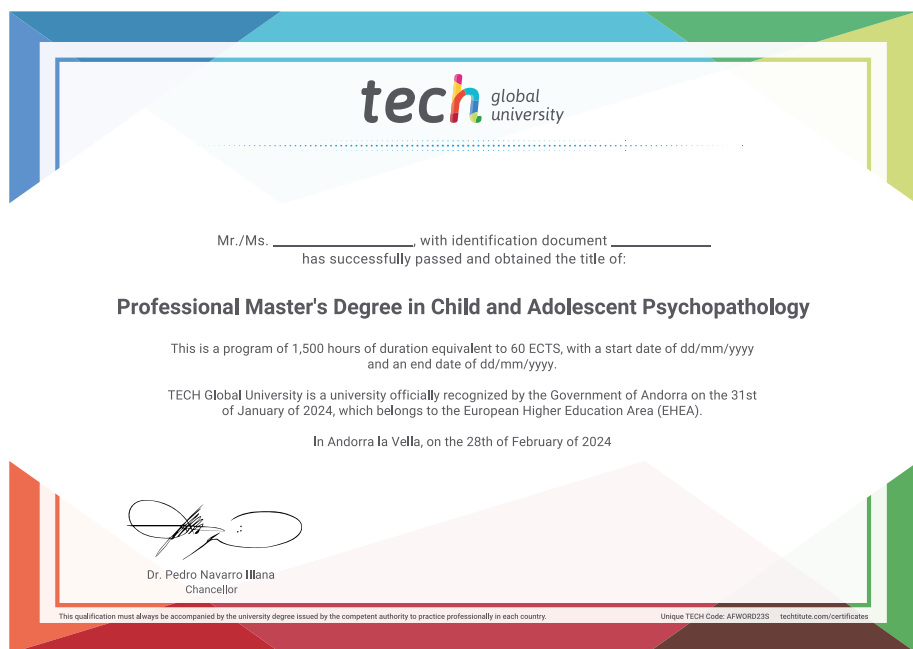 tech global
university
Mr./Ms. ____________, with identification document ____________
has successfully passed and obtained the title of:
Professional Master's Degree in Child and Adolescent Psychopathology
This is a program of 1,500 hours of duration equivalent to 60 ECTS, with a start date of dd/mm/yyyy
and an end date of dd/mm/yyyy.
TECH Global University is a university officially recognized by the Government of Andorra on the 31st
of January of 2024, which belongs to the European Higher Education Area (EHEA).
In Andorra la Vella, on the 28th of February of 2024
Dr. Pedro Navarro Illana
Chancellor
This qualification must always be accompanied by the university degree issued by the competent authority to practice professionally in each country.
Unique TECH Code: AFWORD23S techtitute.com/certificates